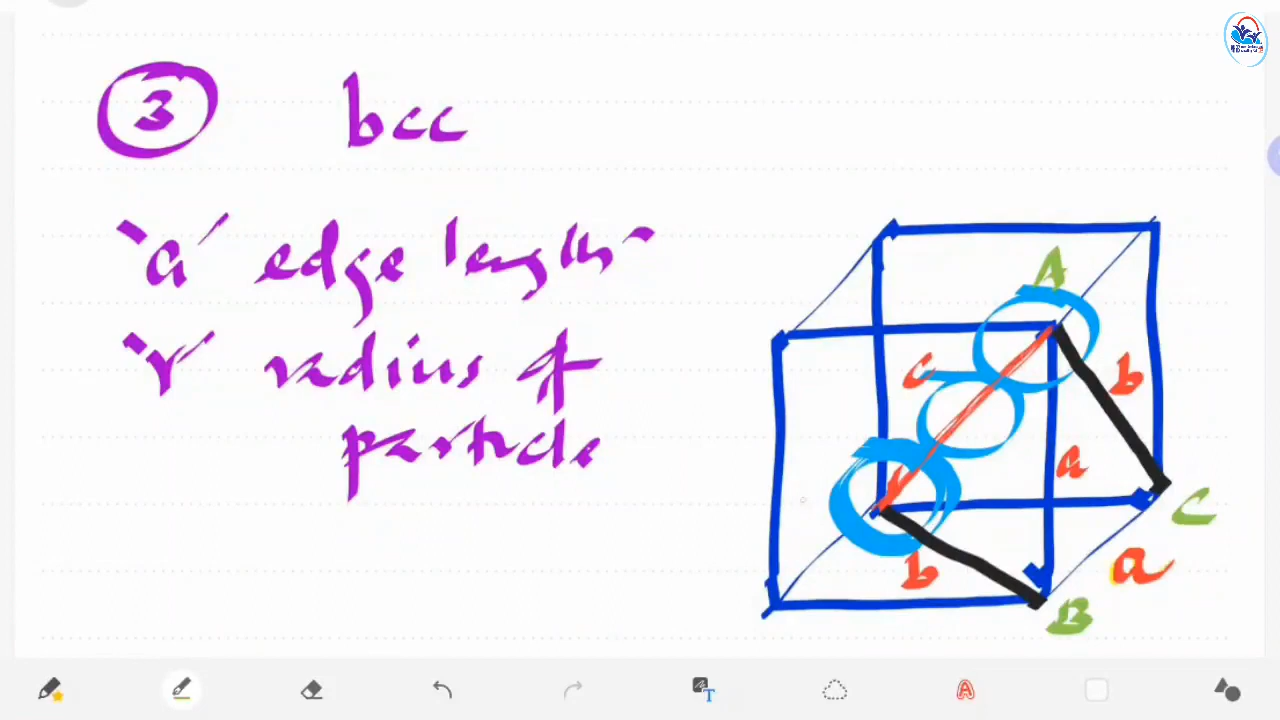 3 bcc
'a' edge length
'r' radius of
particle
A
c b
a
C
a
b
B
T
A